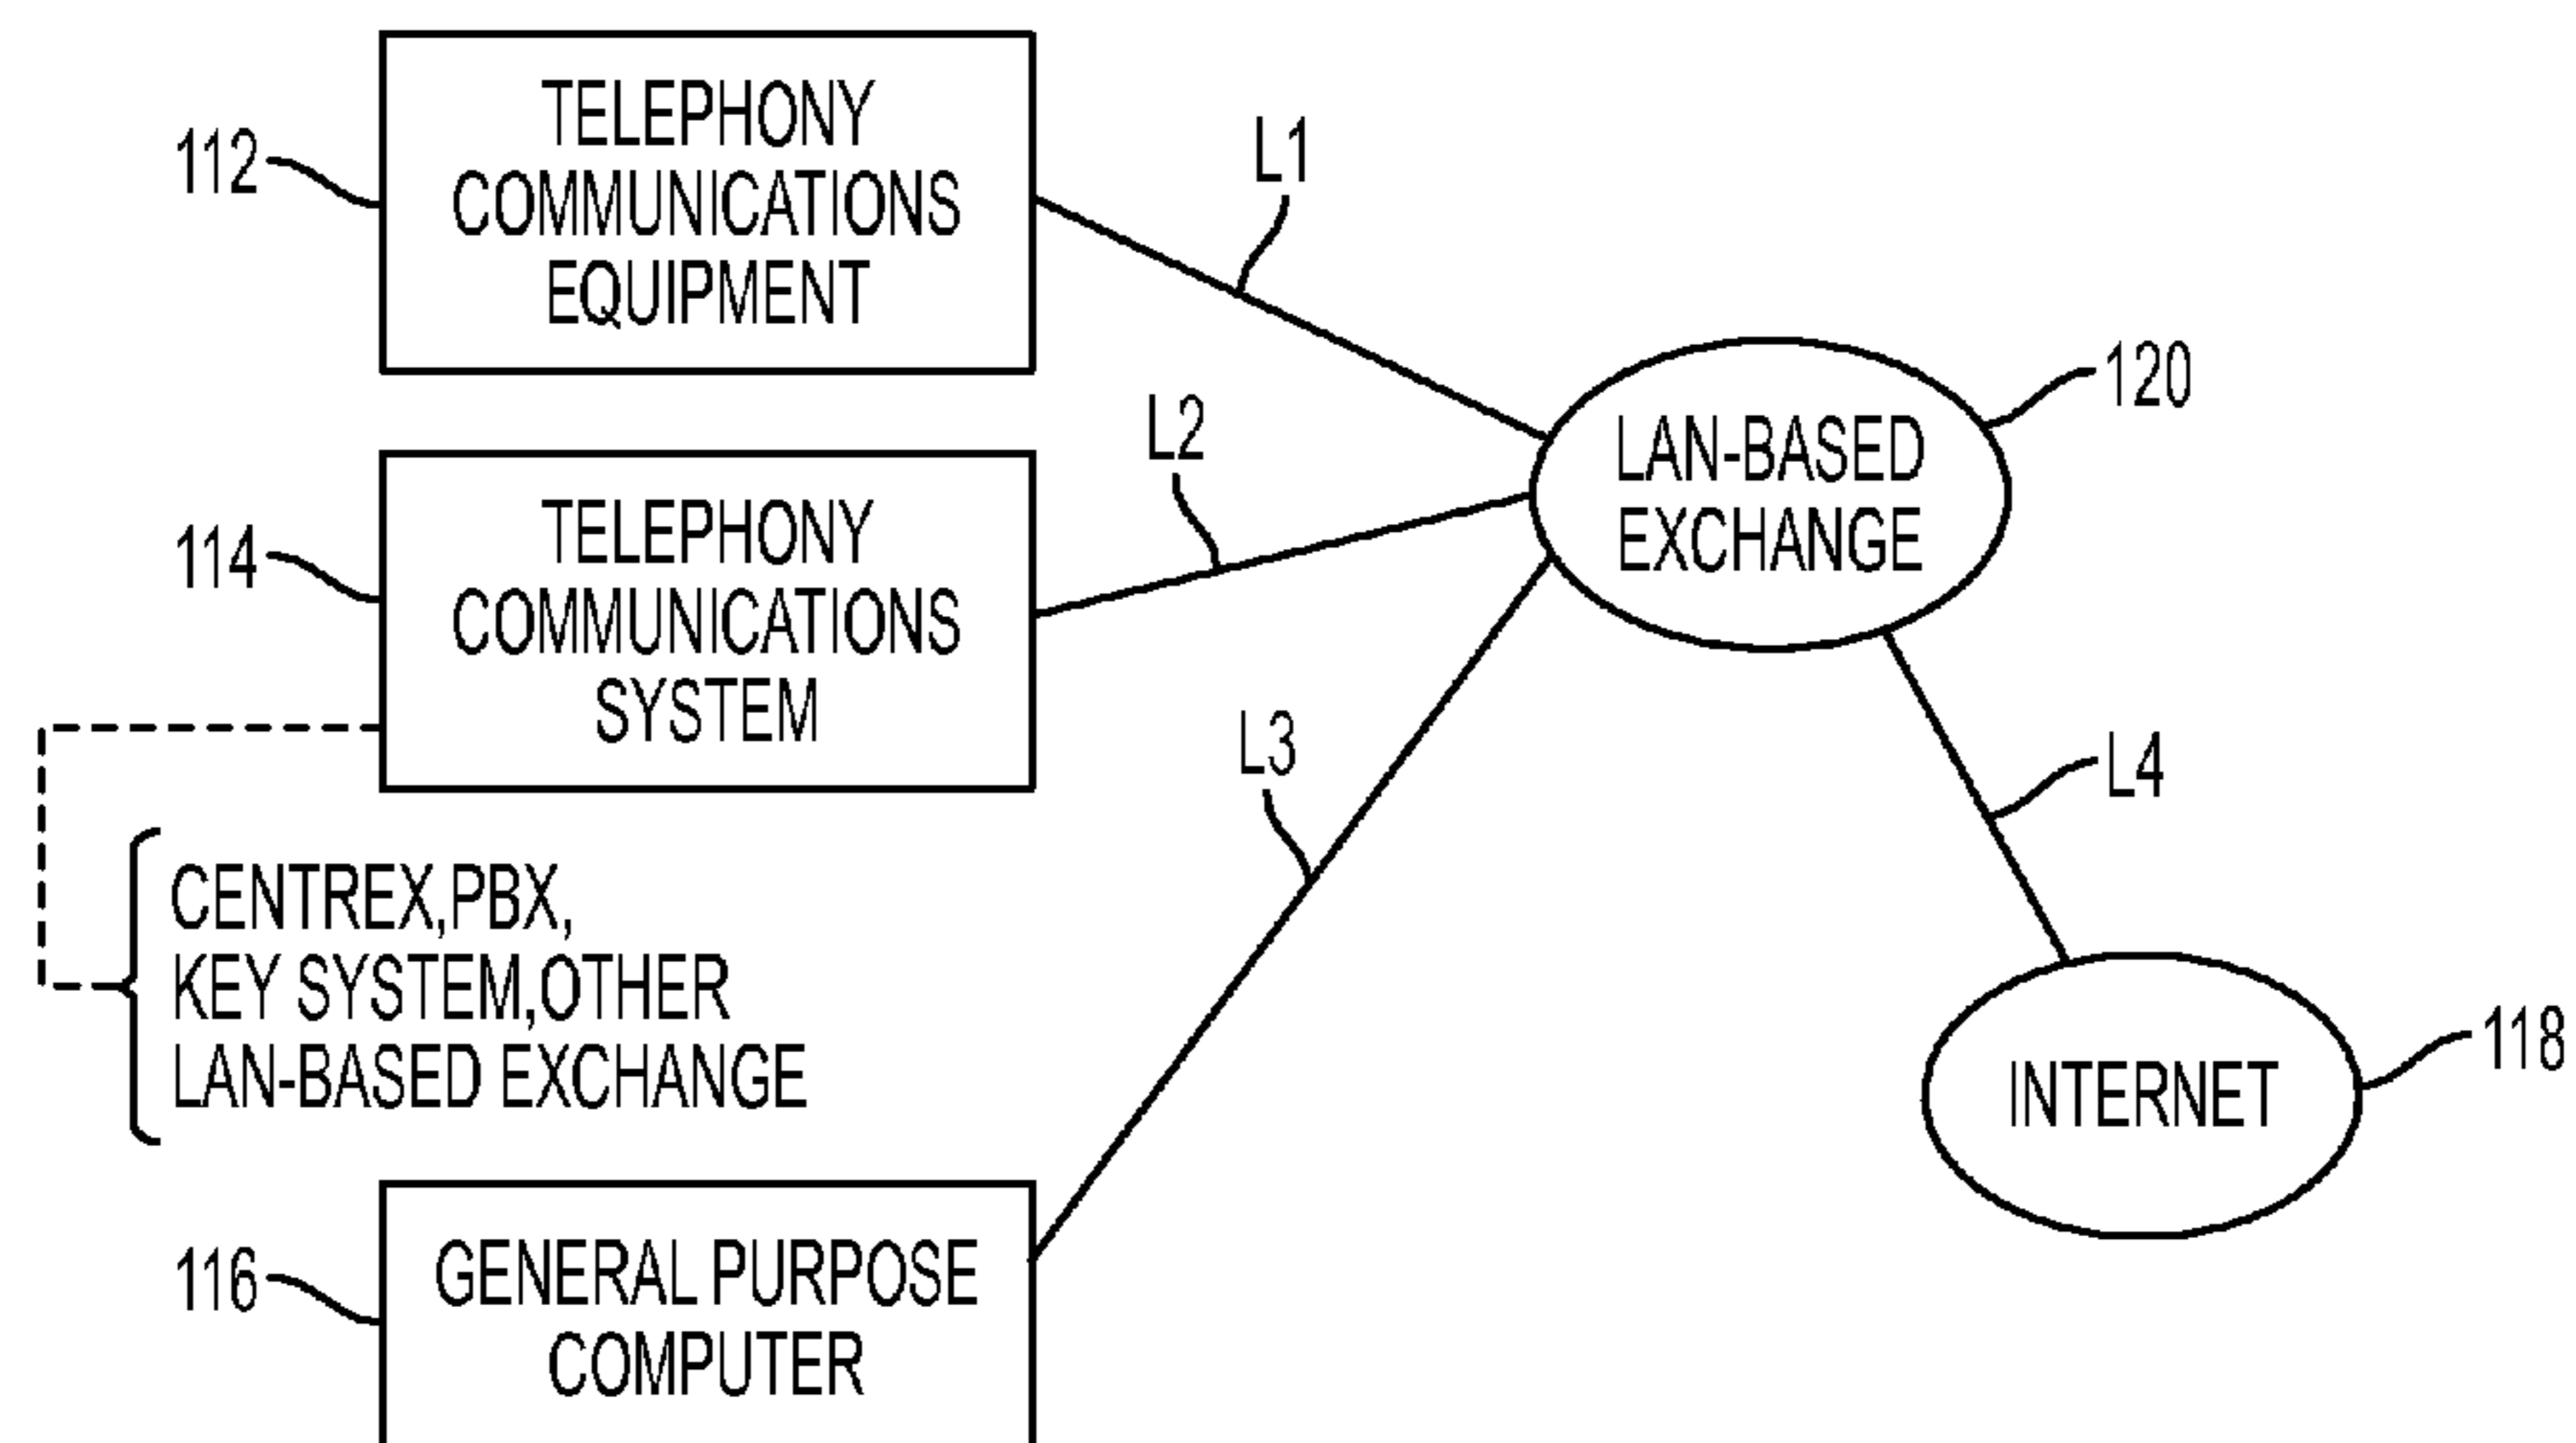 112
TELEPHONY
COMMUNICATIONS
EQUIPMENT
L1
120
LAN-BASED
EXCHANGE
L2
114
TELEPHONY
COMMUNICATIONS
SYSTEM
L3
L4
CENTREX,PBX,
KEY SYSTEM,OTHER
LAN-BASED EXCHANGE
118
INTERNET
116
GENERAL PURPOSE
COMPUTER